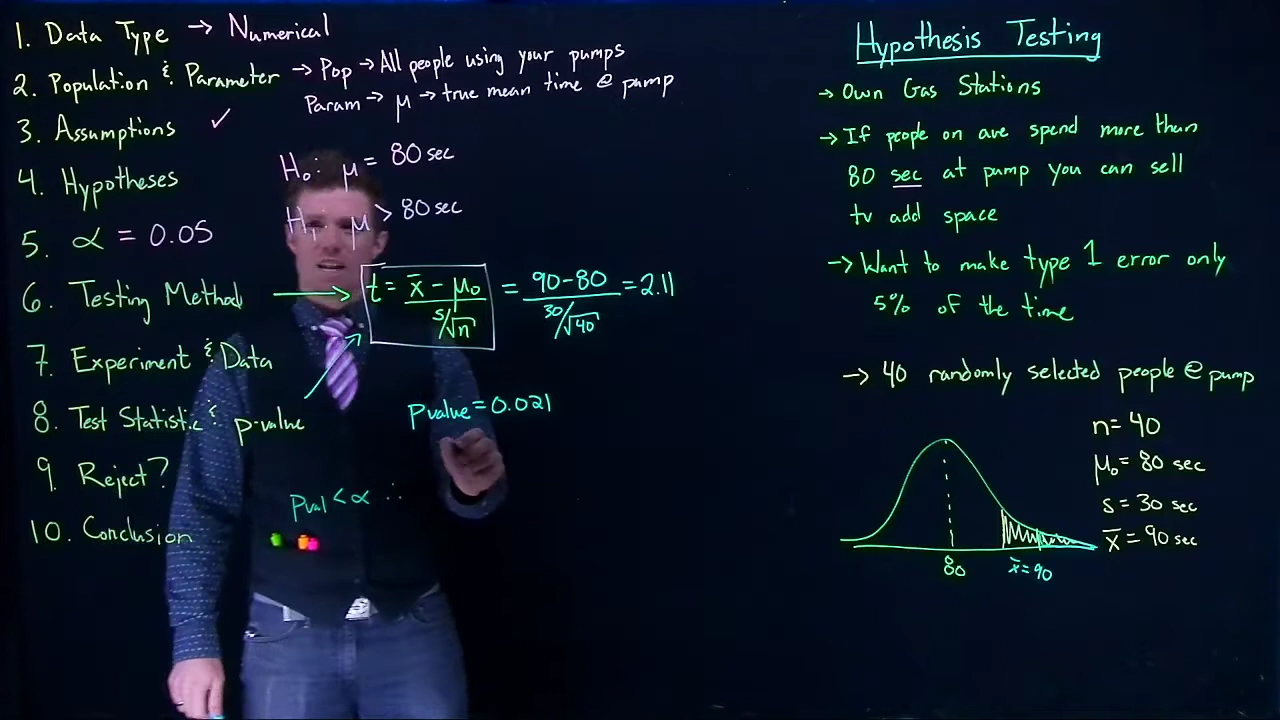 1. Data Type → Numerical
2. Population & Parameter → Pop → All people using your pumps
Param → μ → true mean time @ pump
3. Assumptions ✓
4. Hypotheses
H₀: μ = 80 sec
H₁ μ > 80 sec
5. α = 0.05
6. Testing Method → t = x̄ - μ₀ / s/√n = 90-80 / 30/√40 = 2.11
7. Experiment & Data
8. Test Statistic & p-value
pvalue = 0.021
9. Reject?
pval < α ∴
10. Conclusion
Hypothesis Testing
→ Own Gas Stations
→ If people on ave spend more than
80 sec at pump you can sell
tv add space
→ Want to make type 1 error only
5% of the time
→ 40 randomly selected people @ pump
n = 40
μ₀ = 80 sec
s = 30 sec
x̄ = 90 sec
80
x̄ = 90